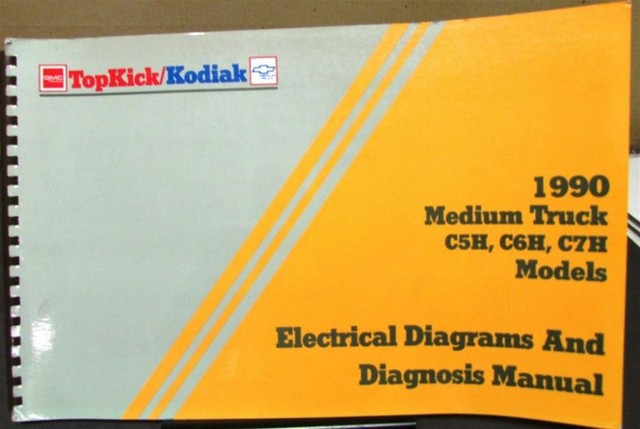 GMC TopKick/Kodiak
1990
Medium Truck
C5H, C6H, C7H
Models
Electrical Diagrams And
Diagnosis Manual